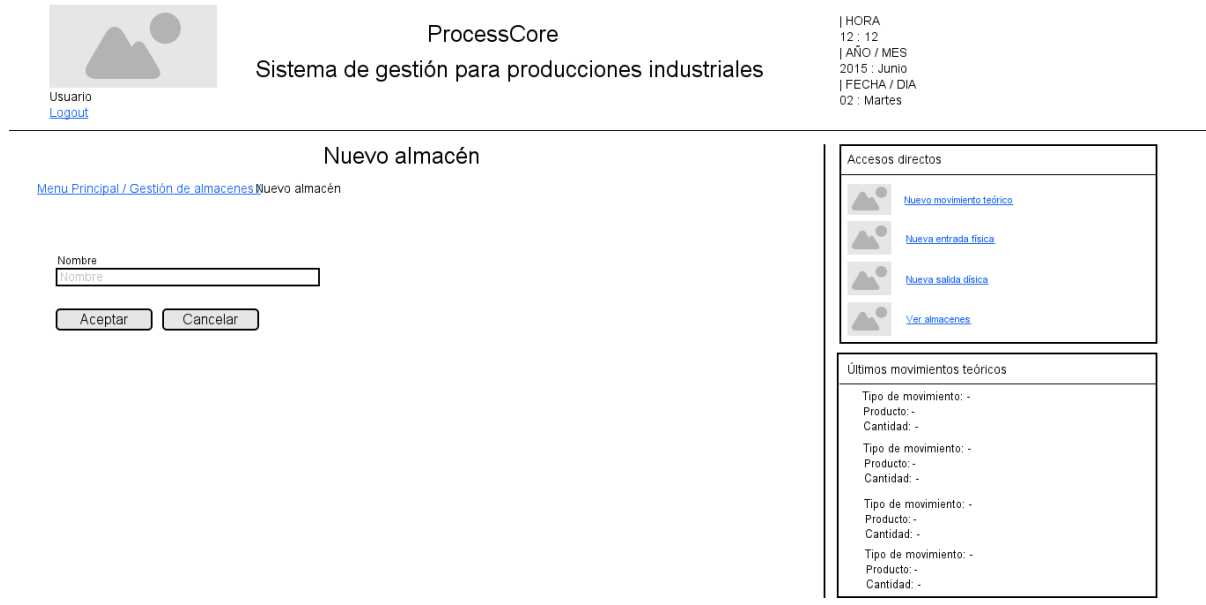 ProcessCore
Sistema de gestión para producciones industriales
Usuario
Logout
| HORA
12 : 12
| AÑO / MES
2015 : Junio
| FECHA / DIA
02 : Martes
Nuevo almacén
Menu Principal / Gestión de almacenes / Nuevo almacén
Nombre
Nombre
Aceptar Cancelar
Accesos directos
Nuevo movimiento teórico
Nueva entrada física
Nueva salida dísica
Ver almacenes
Últimos movimientos teóricos
Tipo de movimiento: -
Producto: -
Cantidad: -
Tipo de movimiento: -
Producto: -
Cantidad: -
Tipo de movimiento: -
Producto: -
Cantidad: -
Tipo de movimiento: -
Producto: -
Cantidad: -